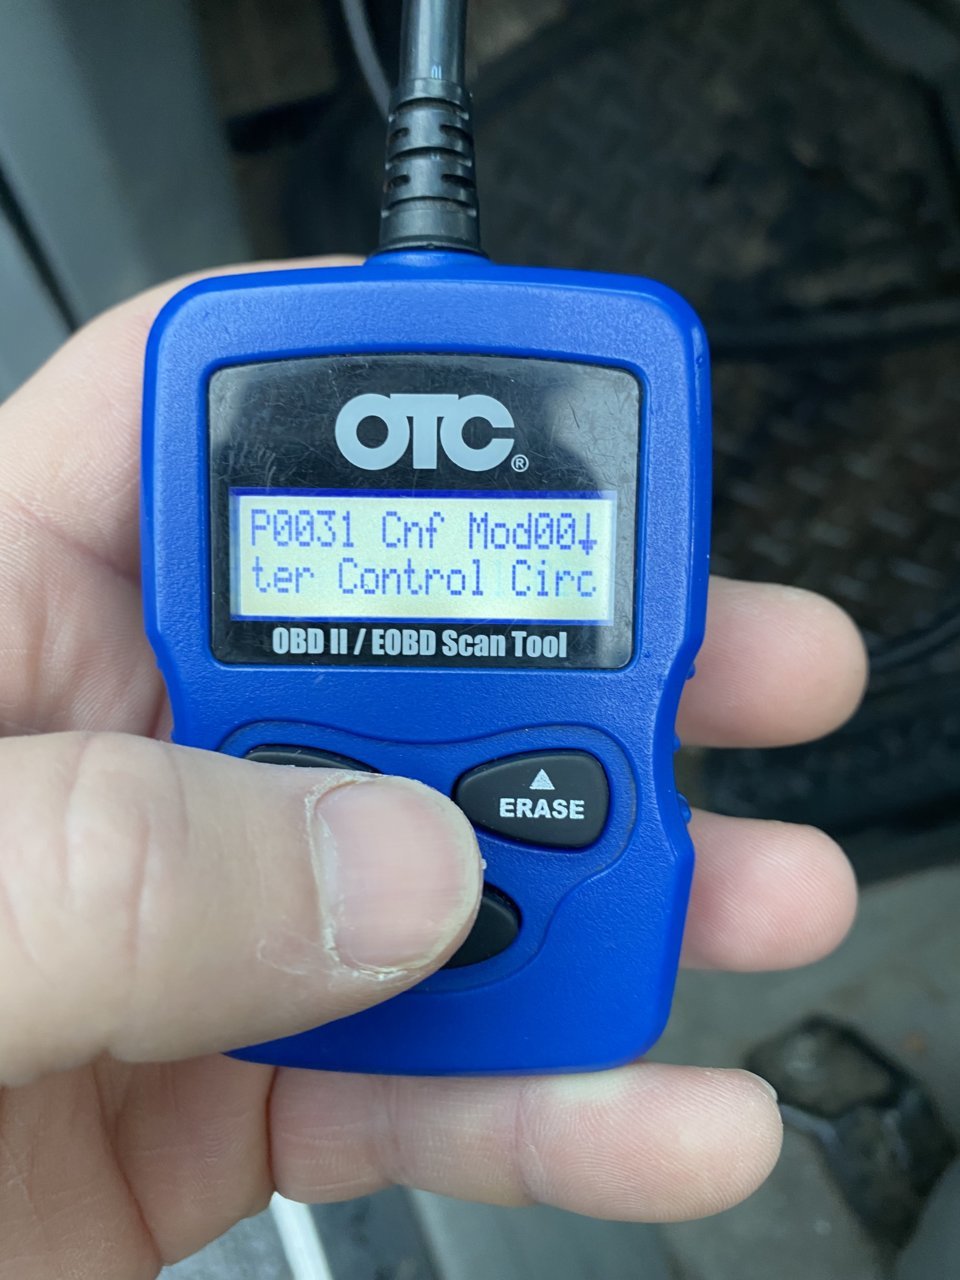 OTC®
P0031 Cnf Mod00↓
ter Control Circ
OBD II / EOBD Scan Tool
▲
ERASE